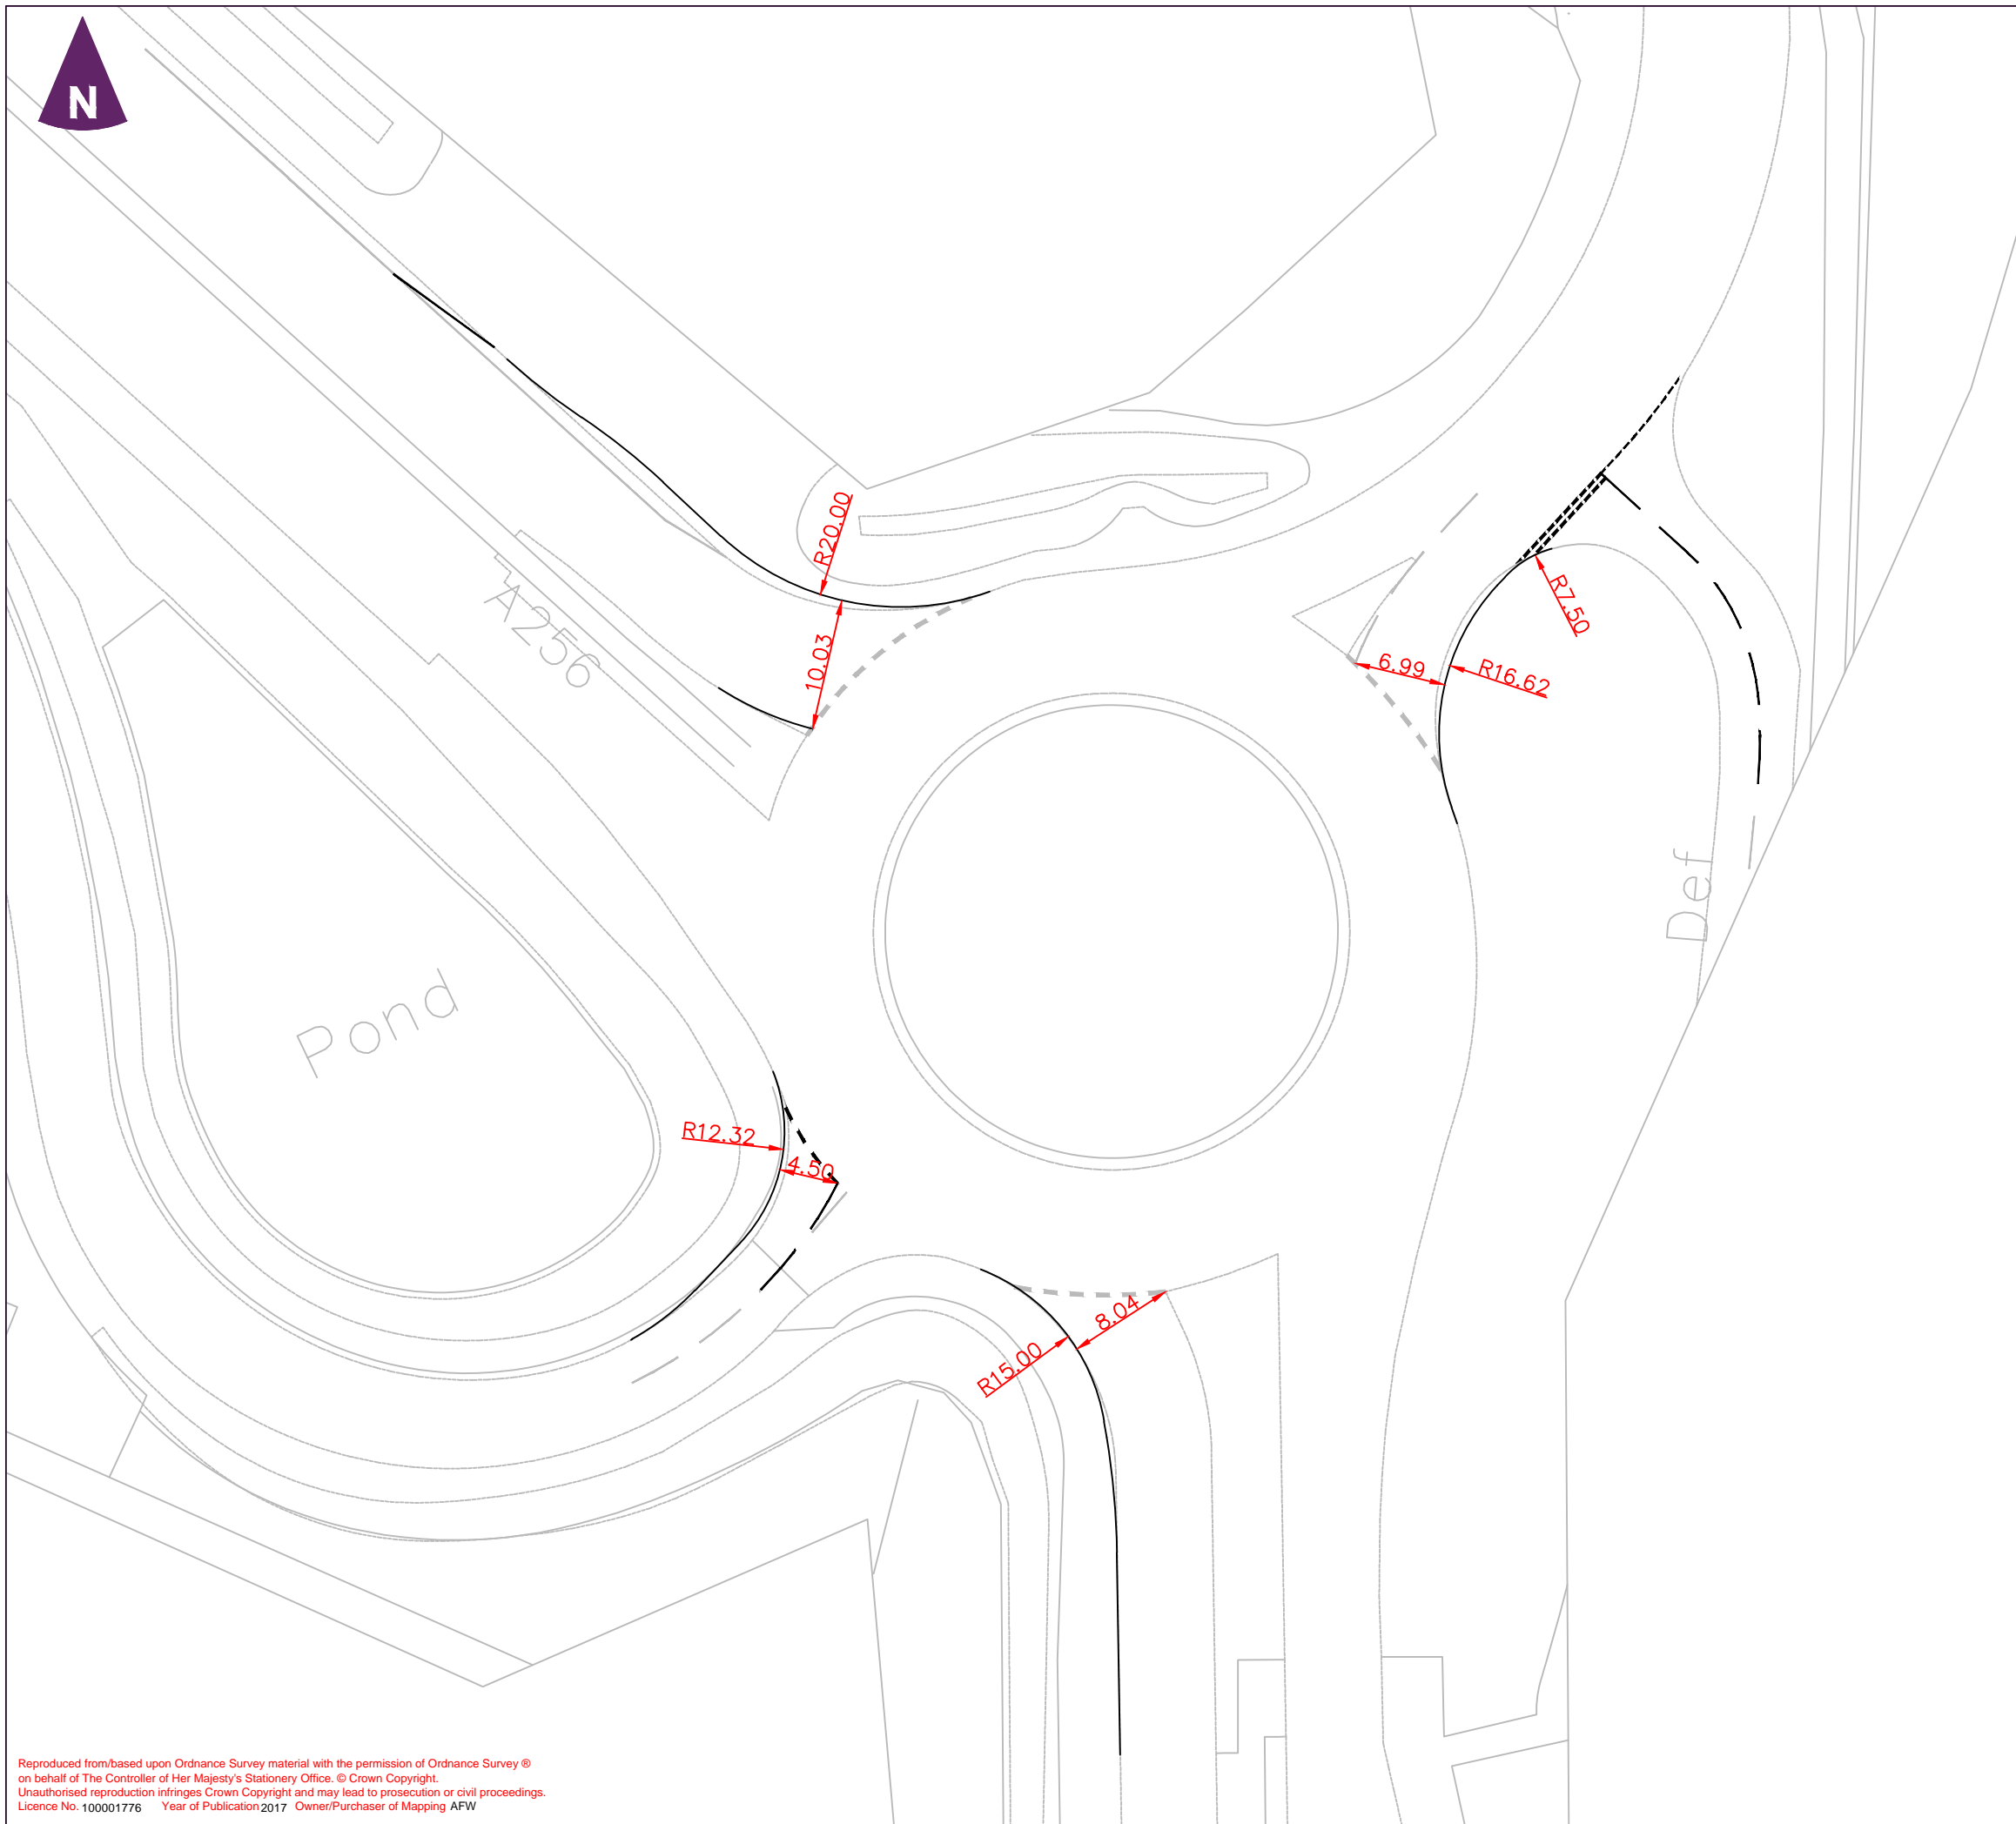 N
R20.00
10.03
A256
6.99
R16.62
R7.50
Def
Pond
R12.32
4.50
8.04
R15.00
Reproduced from/based upon Ordnance Survey material with the permission of Ordnance Survey ®
on behalf of The Controller of Her Majesty's Stationery Office. © Crown Copyright.
Unauthorised reproduction infringes Crown Copyright and may lead to prosecution or civil proceedings.
Licence No. 100001776 Year of Publication 2017 Owner/Purchaser of Mapping AFW